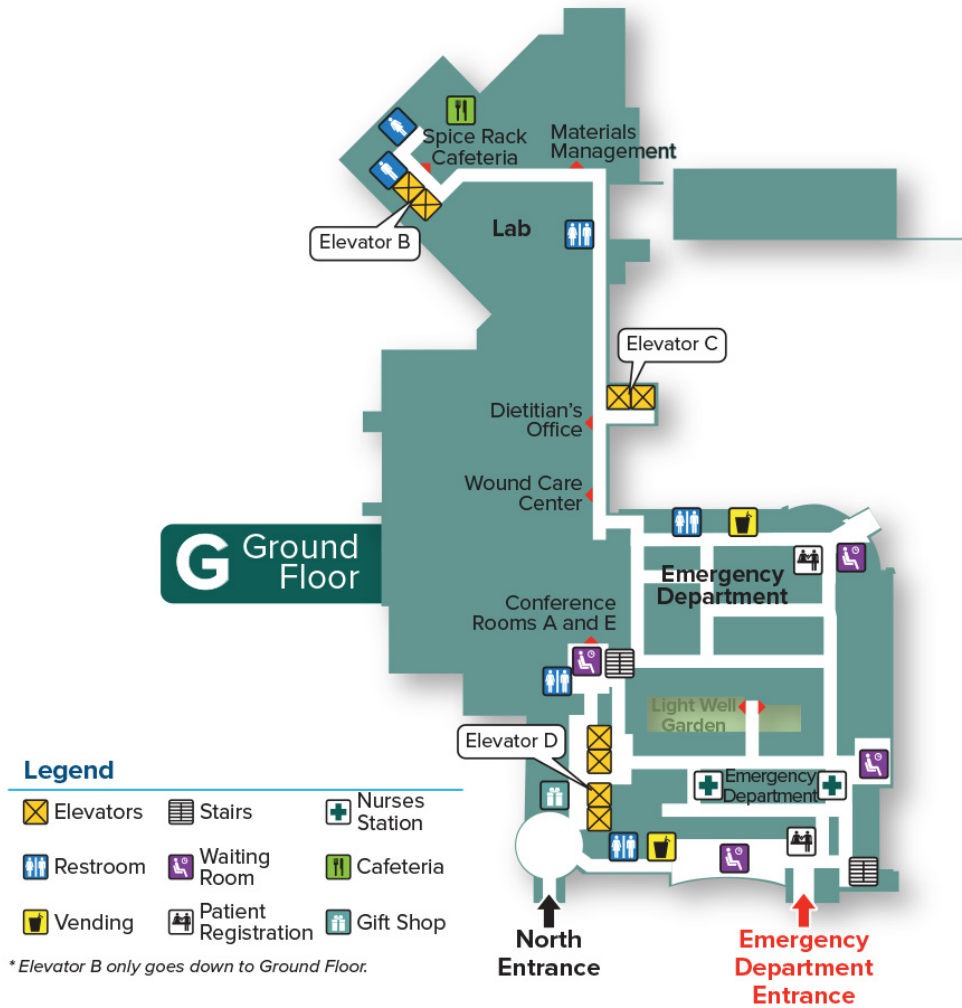 Spice Rack
Cafeteria
Materials
Management
Elevator B
Lab
Elevator C
Dietitian's
Office
Wound Care
Center
G Ground
Floor
Emergency
Department
Conference
Rooms A and E
Light Well
Garden
Elevator D
Emergency
Department
Legend
Elevators
Stairs
Nurses
Station
Restroom
Waiting
Room
Cafeteria
Vending
Patient
Registration
Gift Shop
* Elevator B only goes down to Ground Floor.
North
Entrance
Emergency
Department
Entrance